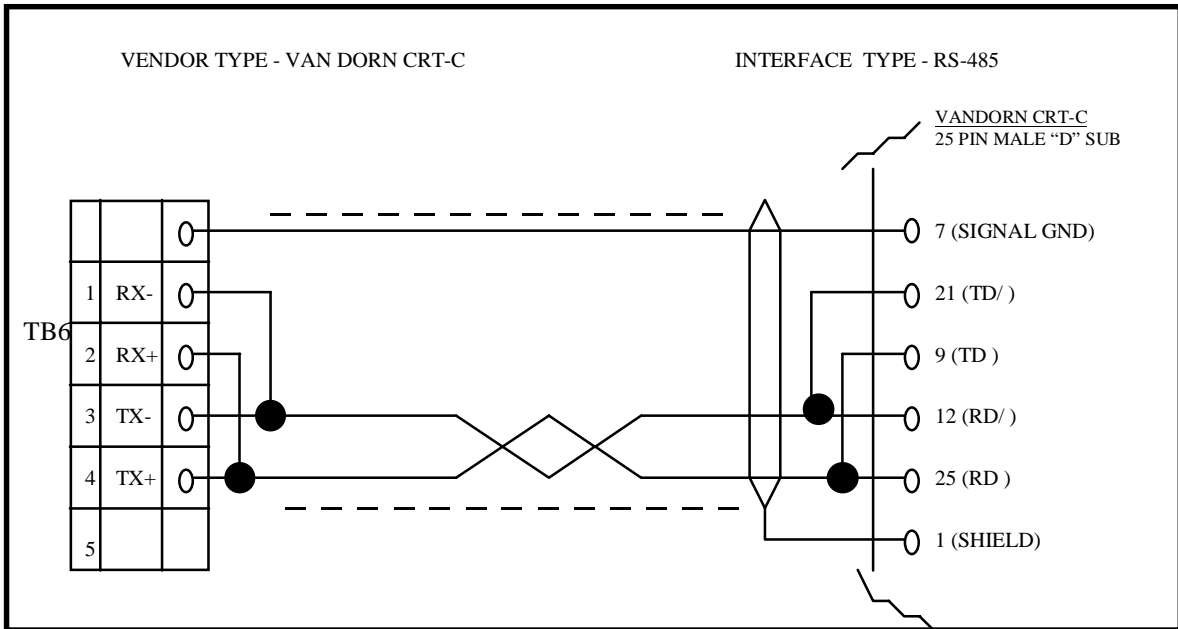 VENDOR TYPE - VAN DORN CRT-C
INTERFACE TYPE - RS-485
VANDORN CRT-C
25 PIN MALE “D” SUB
7 (SIGNAL GND)
1 RX-
21 (TD/ )
TB6
2 RX+
9 (TD )
3 TX-
12 (RD/ )
4 TX+
25 (RD )
5
1 (SHIELD)